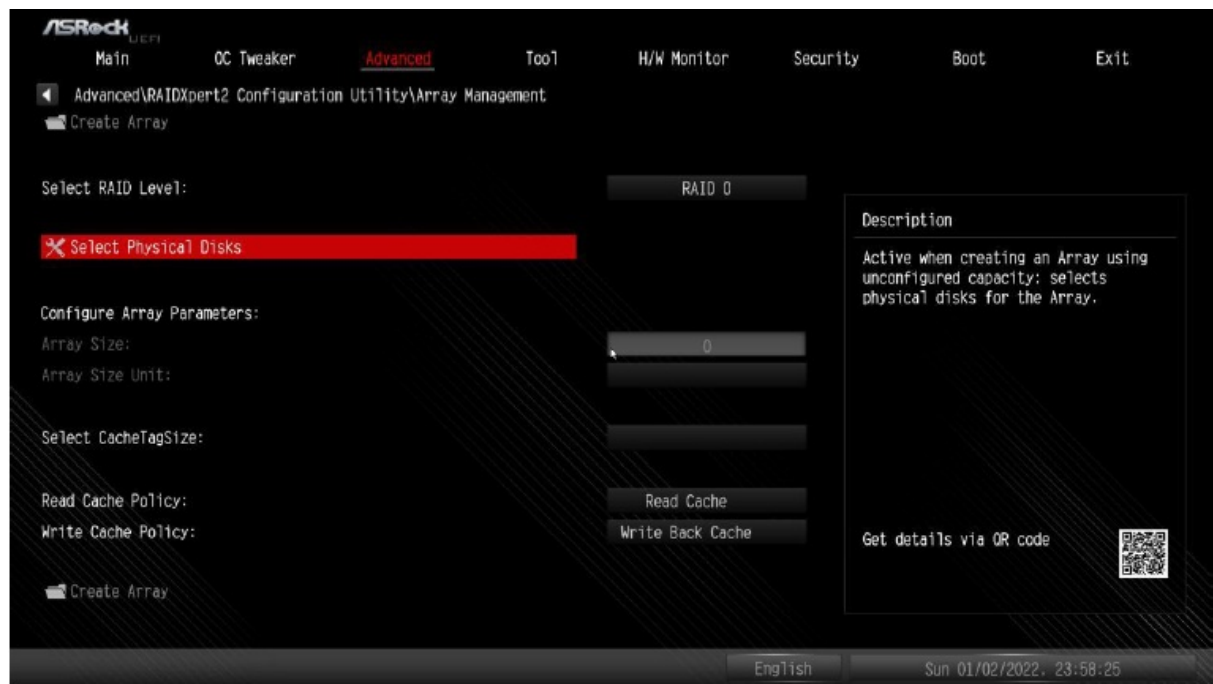 ASRock UEFI
Main OC Tweaker Advanced Tool H/W Monitor Security Boot Exit
Advanced\RAIDXpert2 Configuration Utility\Array Management
Create Array
Select RAID Level: RAID 0
Select Physical Disks
Configure Array Parameters:
Array Size: 0
Array Size Unit:
Select CacheTagSize:
Read Cache Policy: Read Cache
Write Cache Policy: Write Back Cache
Create Array
Description
Active when creating an Array using
unconfigured capacity: selects
physical disks for the Array.
Get details via QR code
English Sun 01/02/2022, 23:58:25